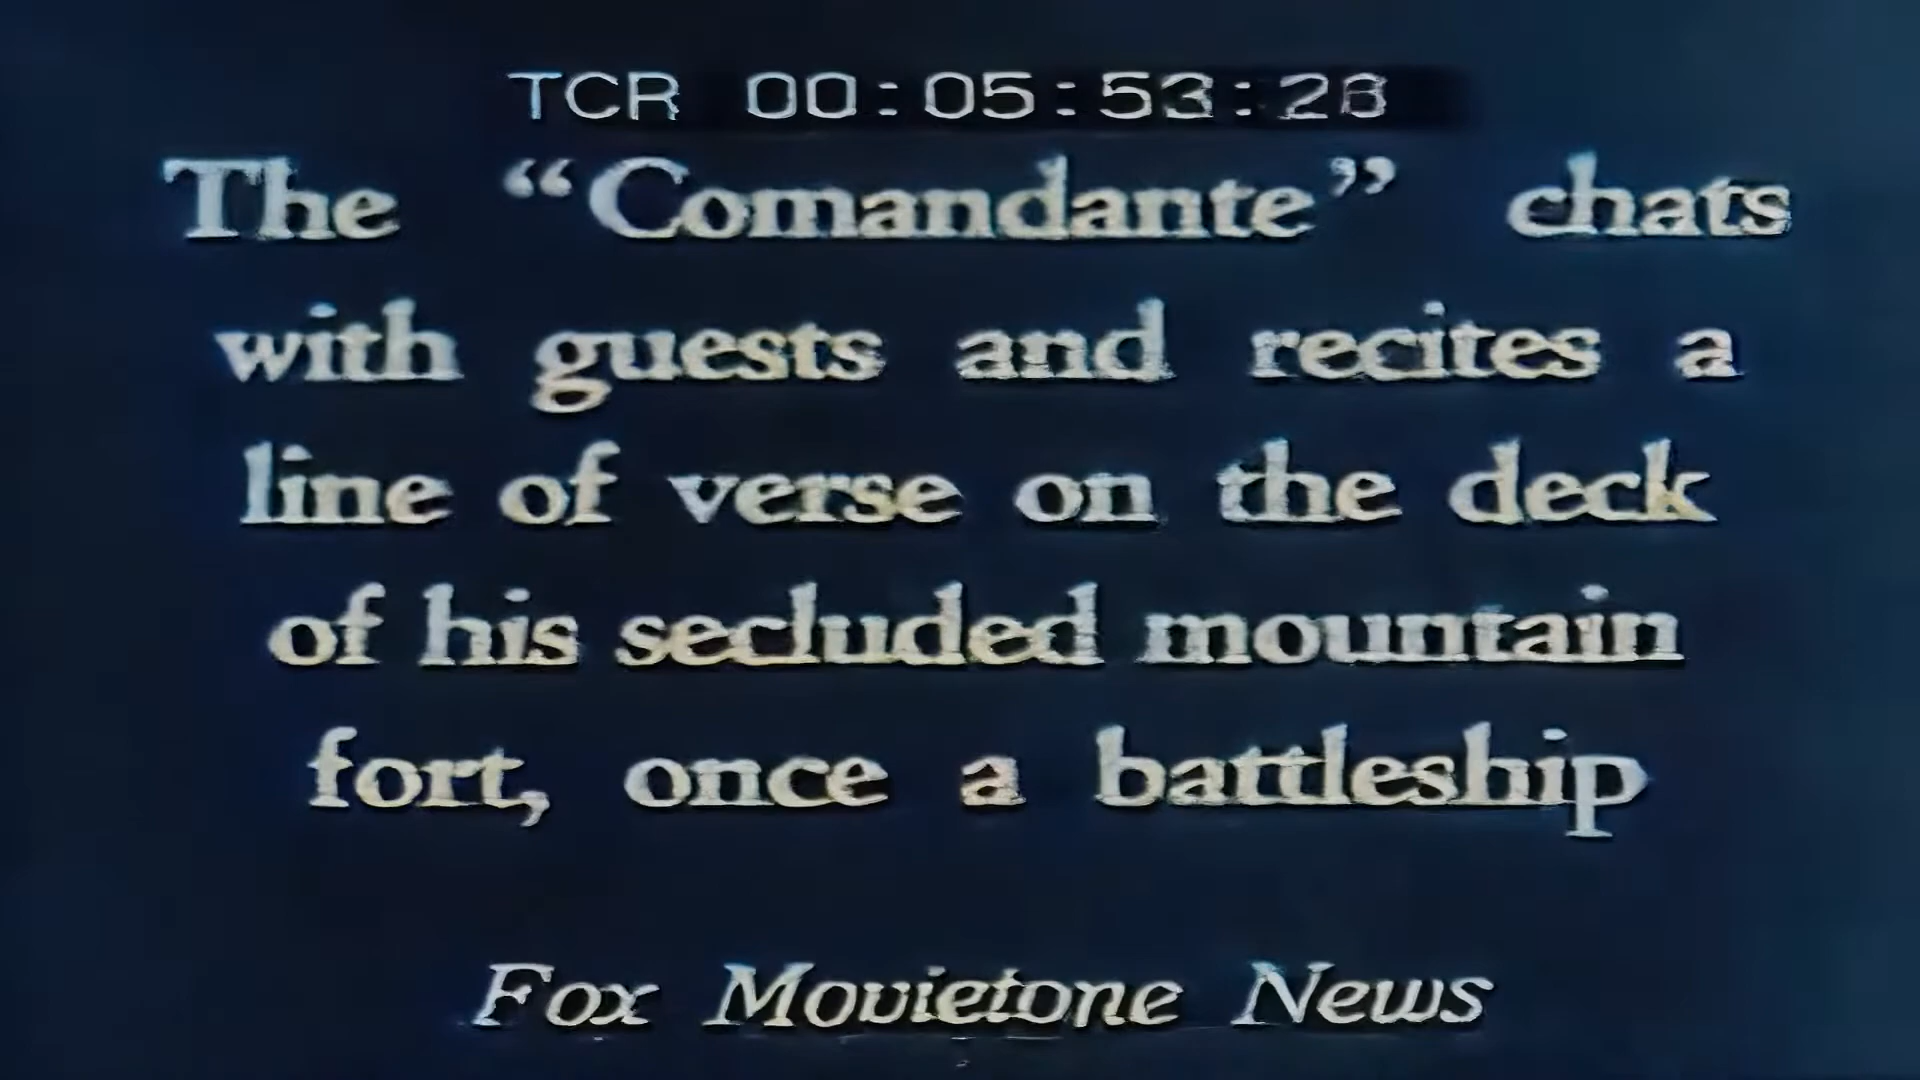 TCR 00:05:53:28
The “Comandante” chats
with guests and recites a
line of verse on the deck
of his secluded mountain
fort, once a battleship
Fox Movietone News